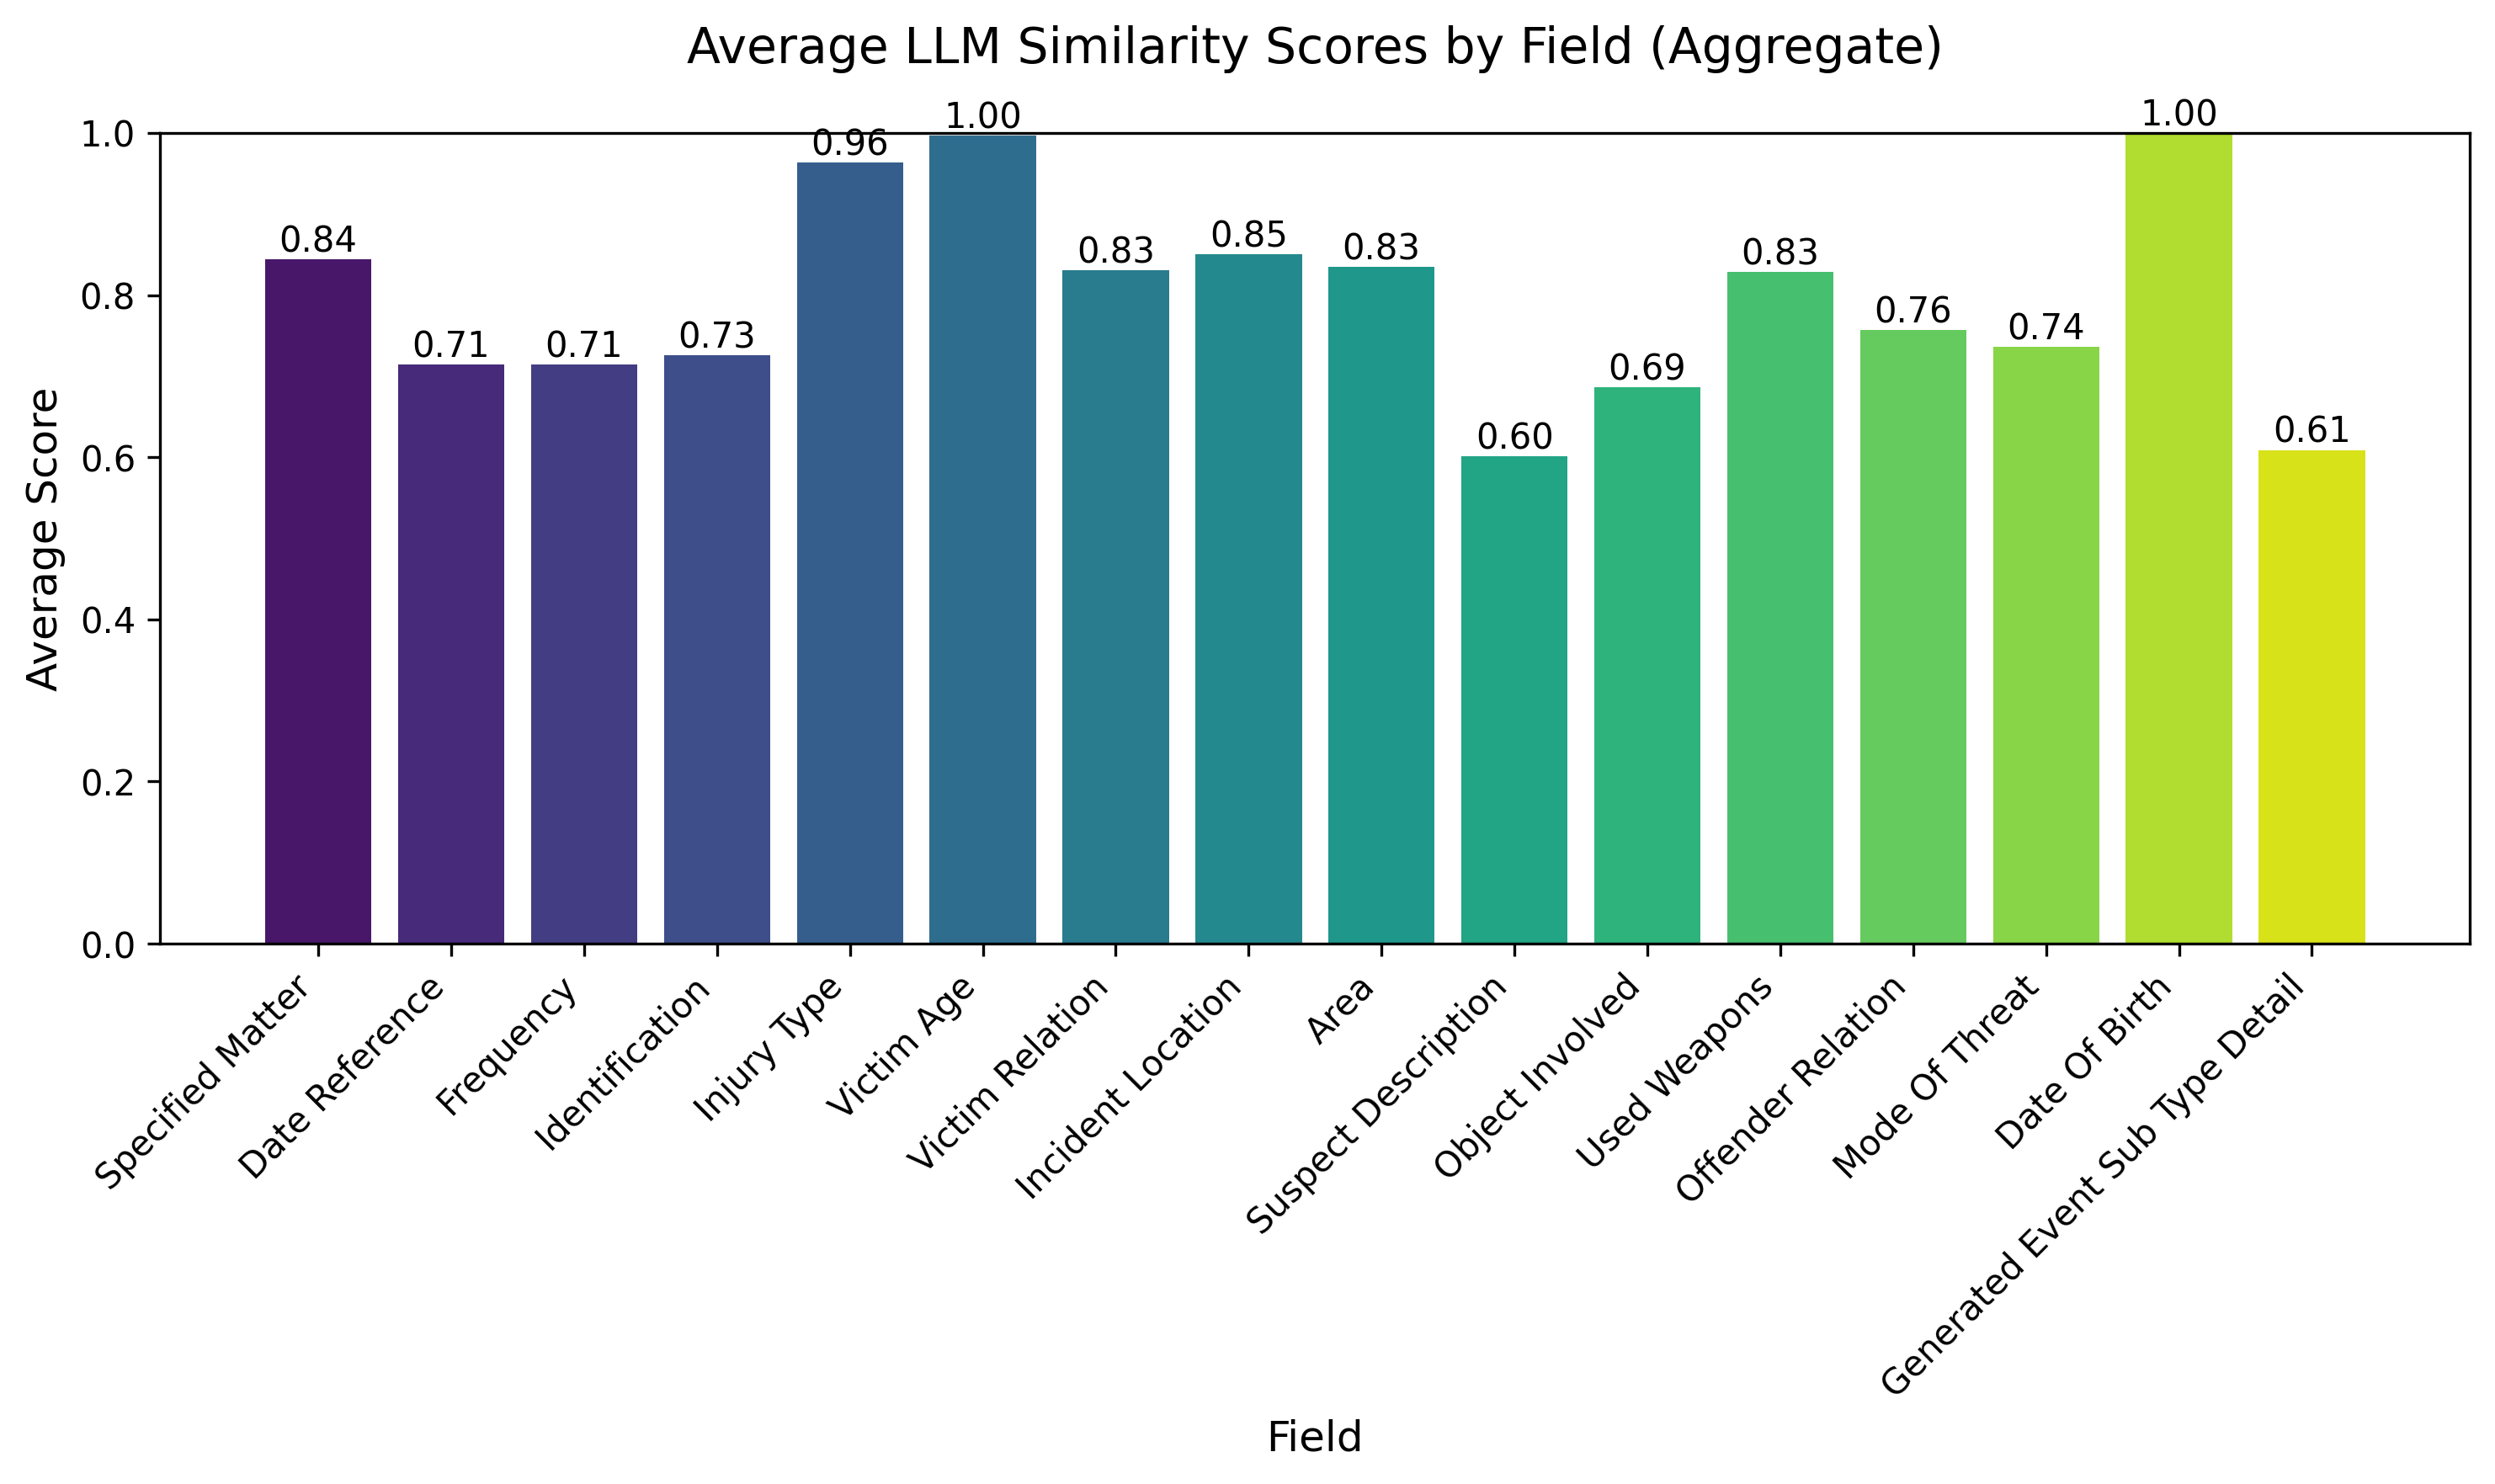 Average LLM Similarity Scores by Field (Aggregate)
Average Score
1.0
0.8
0.6
0.4
0.2
0.0
0.84
0.71
0.71
0.73
0.96
1.00
0.83
0.85
0.83
0.60
0.69
0.83
0.76
0.74
1.00
0.61
Specified Matter
Date Reference
Frequency
Identification
Injury Type
Victim Age
Victim Relation
Incident Location
Area
Suspect Description
Object Involved
Used Weapons
Offender Relation
Mode Of Threat
Date Of Birth
Generated Event Sub Type Detail
Field